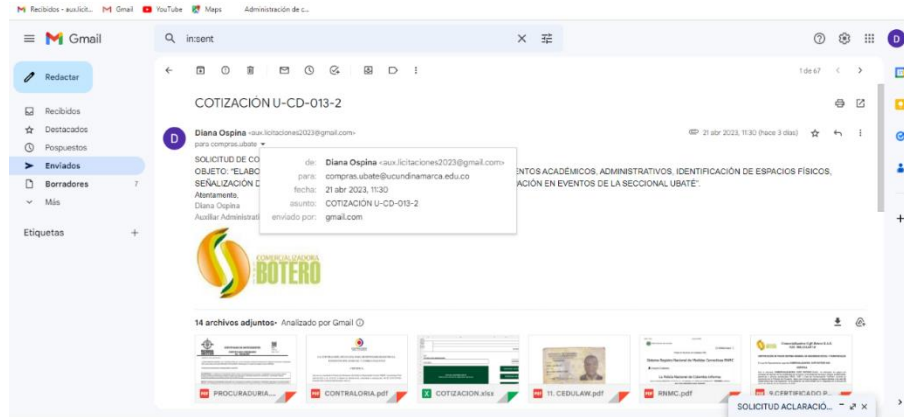 Recibidos - aux.licit...
Gmail
YouTube
Maps
Administración de c...
Gmail
in:sent
D
Redactar
1 de 67
Recibidos
Destacados
Pospuestos
Enviados
Borradores 7
Más
Etiquetas
COTIZACIÓN U-CD-013-2
D
Diana Ospina <aux.licitaciones2023@gmail.com>
21 abr 2023, 11:30 (hace 3 días)
para compras.ubate
SOLICITUD DE CO
OBJETO: "ELABO
ENTOS ACADÉMICOS, ADMINISTRATIVOS, IDENTIFICACIÓN DE ESPACIOS FÍSICOS,
SEÑALIZACIÓN D
ACIÓN EN EVENTOS DE LA SECCIONAL UBATÉ".
Atentamente,
Diana Ospina
Auxiliar Administrati
de: Diana Ospina <aux.licitaciones2023@gmail.com>
para: compras.ubate@ucundinamarca.edu.co
fecha: 21 abr 2023, 11:30
asunto: COTIZACIÓN U-CD-013-2
enviado por: gmail.com
COMERCIALIZADORA
BOTERO
14 archivos adjuntos • Analizado por Gmail
PROCURADURIA....
CONTRALORIA.pdf
COTIZACION.xlsx
11. CEDULAW.pdf
RNMC.pdf
9.CERTIFICADO P...
SOLICITUD ACLARACIÓ...